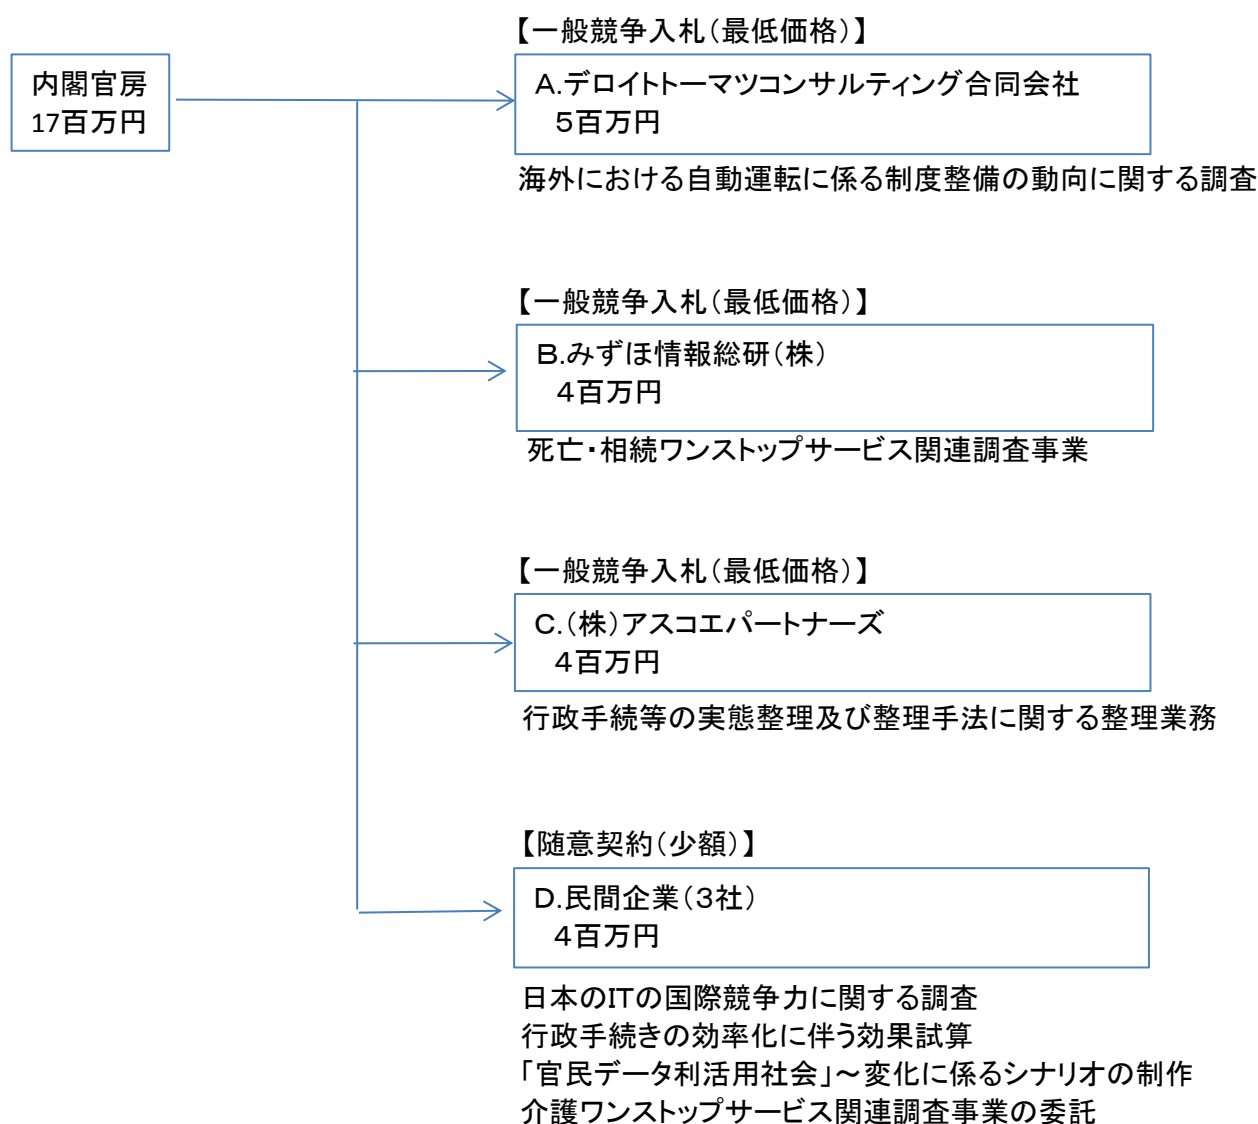 内閣官房
17百万円
【一般競争入札(最低価格)】
A.デロイトトーマツコンサルティング合同会社
5百万円
海外における自動運転に係る制度整備の動向に関する調査
【一般競争入札(最低価格)】
B.みずほ情報総研(株)
4百万円
死亡・相続ワンストップサービス関連調査事業
【一般競争入札(最低価格)】
C.(株)アスコエパートナーズ
4百万円
行政手続等の実態整理及び整理手法に関する整理業務
【随意契約(少額)】
D.民間企業(3社)
4百万円
日本のITの国際競争力に関する調査
行政手続きの効率化に伴う効果試算
「官民データ利活用社会」~変化に係るシナリオの制作
介護ワンストップサービス関連調査事業の委託